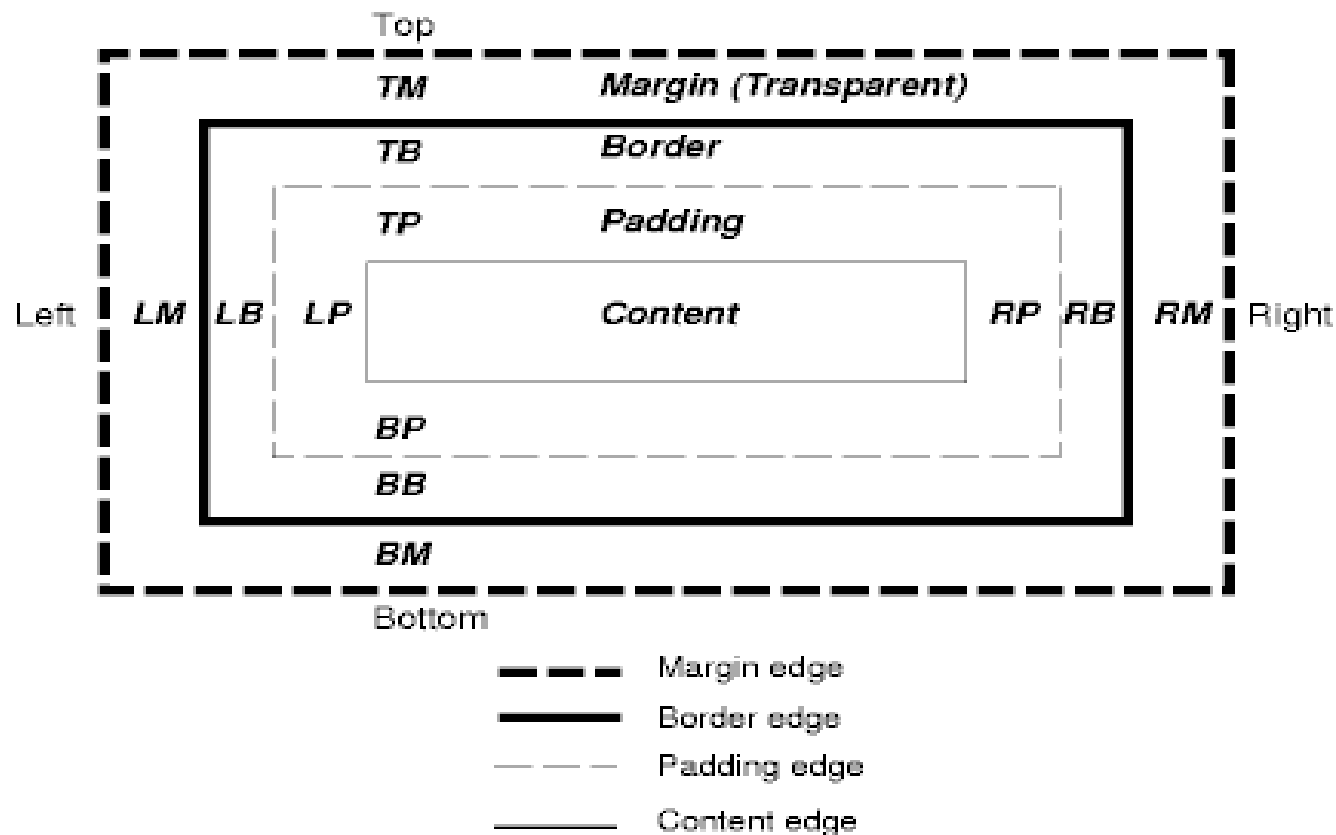 Top
TM Margin (Transparent)
TB Border
TP Padding
Left LM LB LP Content RP RB RM Right
BP
BB
BM
Bottom
Margin edge
Border edge
Padding edge
Content edge